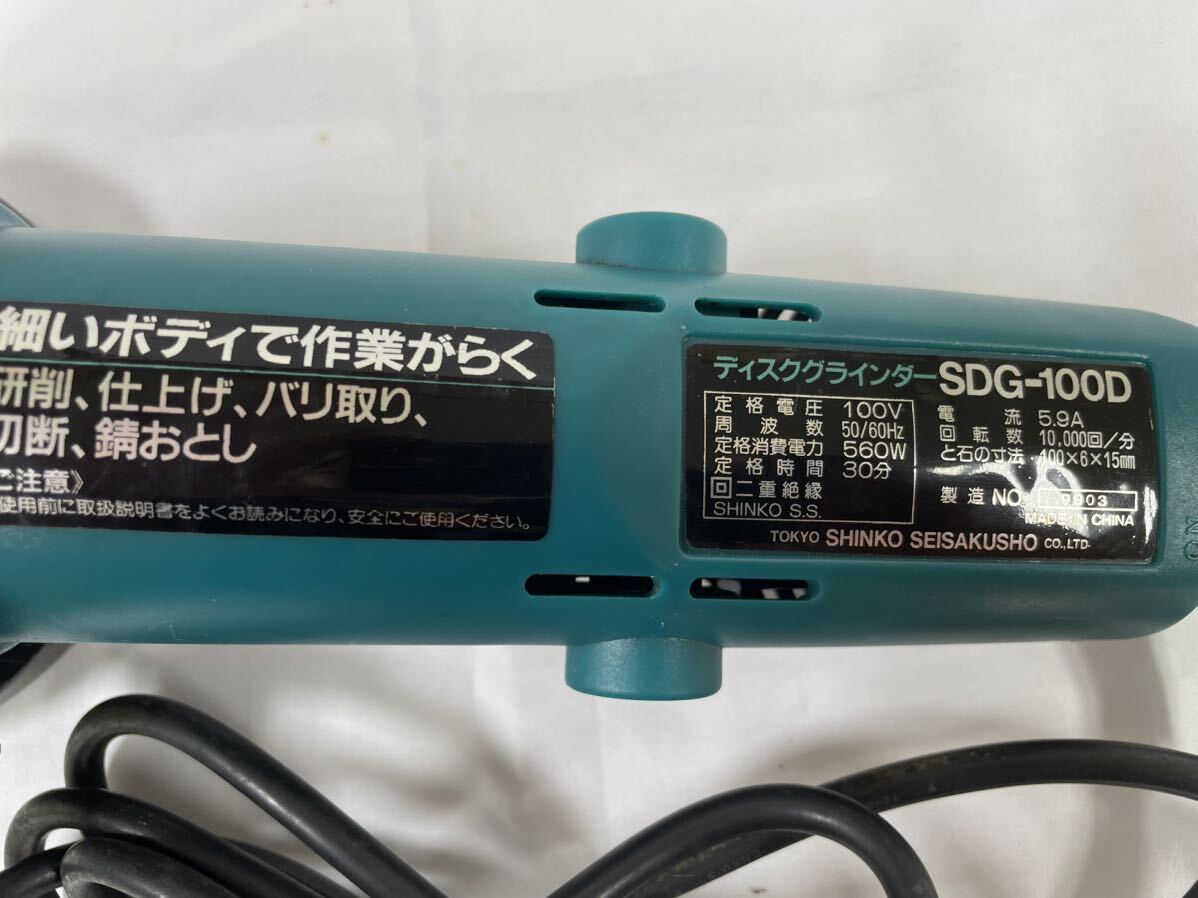 細いボディで作業がらく
研削、仕上げ、バリ取り、
切断、錆おとし
ご注意》
使用前に取扱説明書をよくお読みになり、安全にご使用ください。
ディスクグラインダー SDG-100D
定格電圧 100V
周波数 50/60Hz
定格消費電力 560W
定格時間 30分
回二重絶縁
SHINKO S.S.
電流 5.9A
回転数 10,000回/分
と石の寸法 100×6×15mm
製造 NO. 9903
MADE IN CHINA
TOKYO SHINKO SEISAKUSHO CO.,LTD.
ON